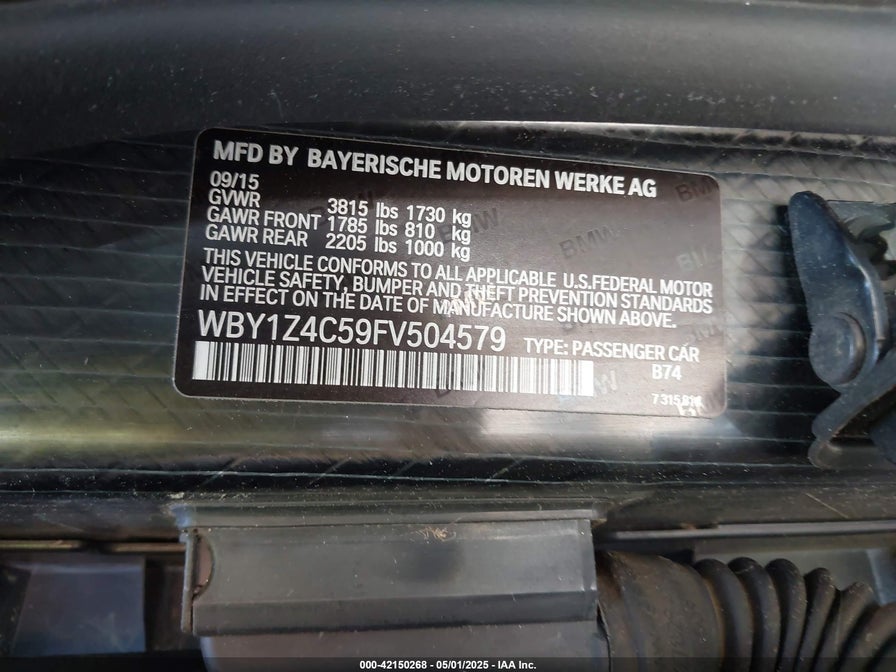 MFD BY BAYERISCHE MOTOREN WERKE AG
09/15
GVWR 3815 lbs 1730 kg
GAWR FRONT 1785 lbs 810 kg
GAWR REAR 2205 lbs 1000 kg
THIS VEHICLE CONFORMS TO ALL APPLICABLE U.S.FEDERAL MOTOR
VEHICLE SAFETY, BUMPER AND THEFT PREVENTION STANDARDS
IN EFFECT ON THE DATE OF MANUFACTURE SHOWN ABOVE.
WBY1Z4C59FV504579 TYPE: PASSENGER CAR
B74
000-42150268 - 05/01/2025 - IAA Inc.